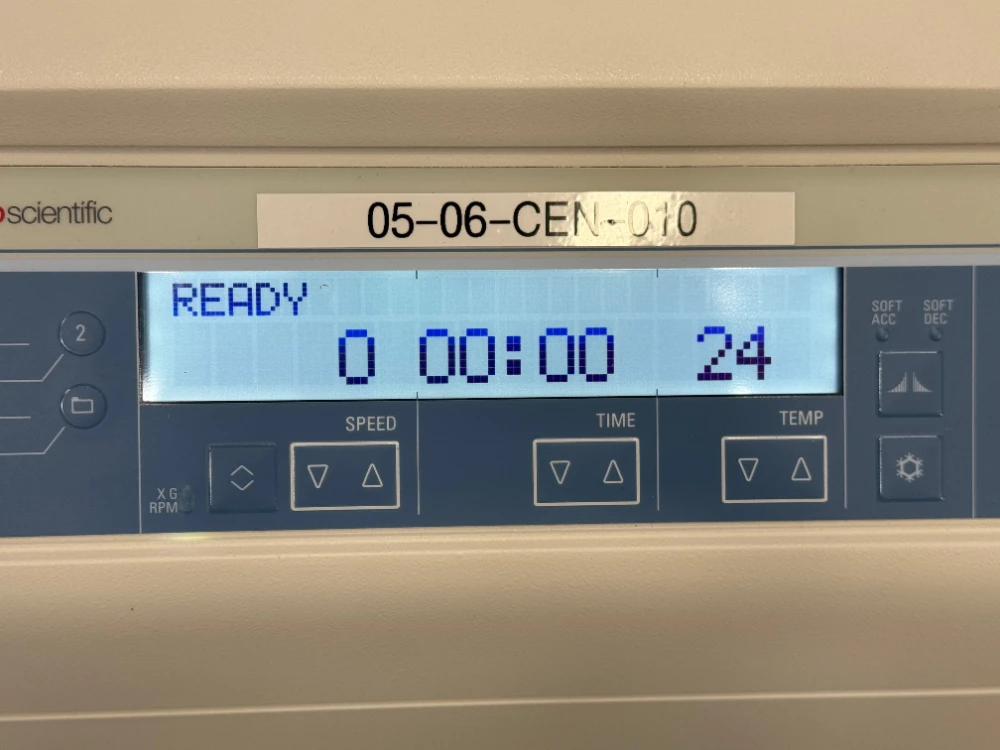 scientific
05-06-CEN-010
READY
0 00:00 24
2
SOFT ACC
SOFT DEC
SPEED
TIME
TEMP
X G
RPM